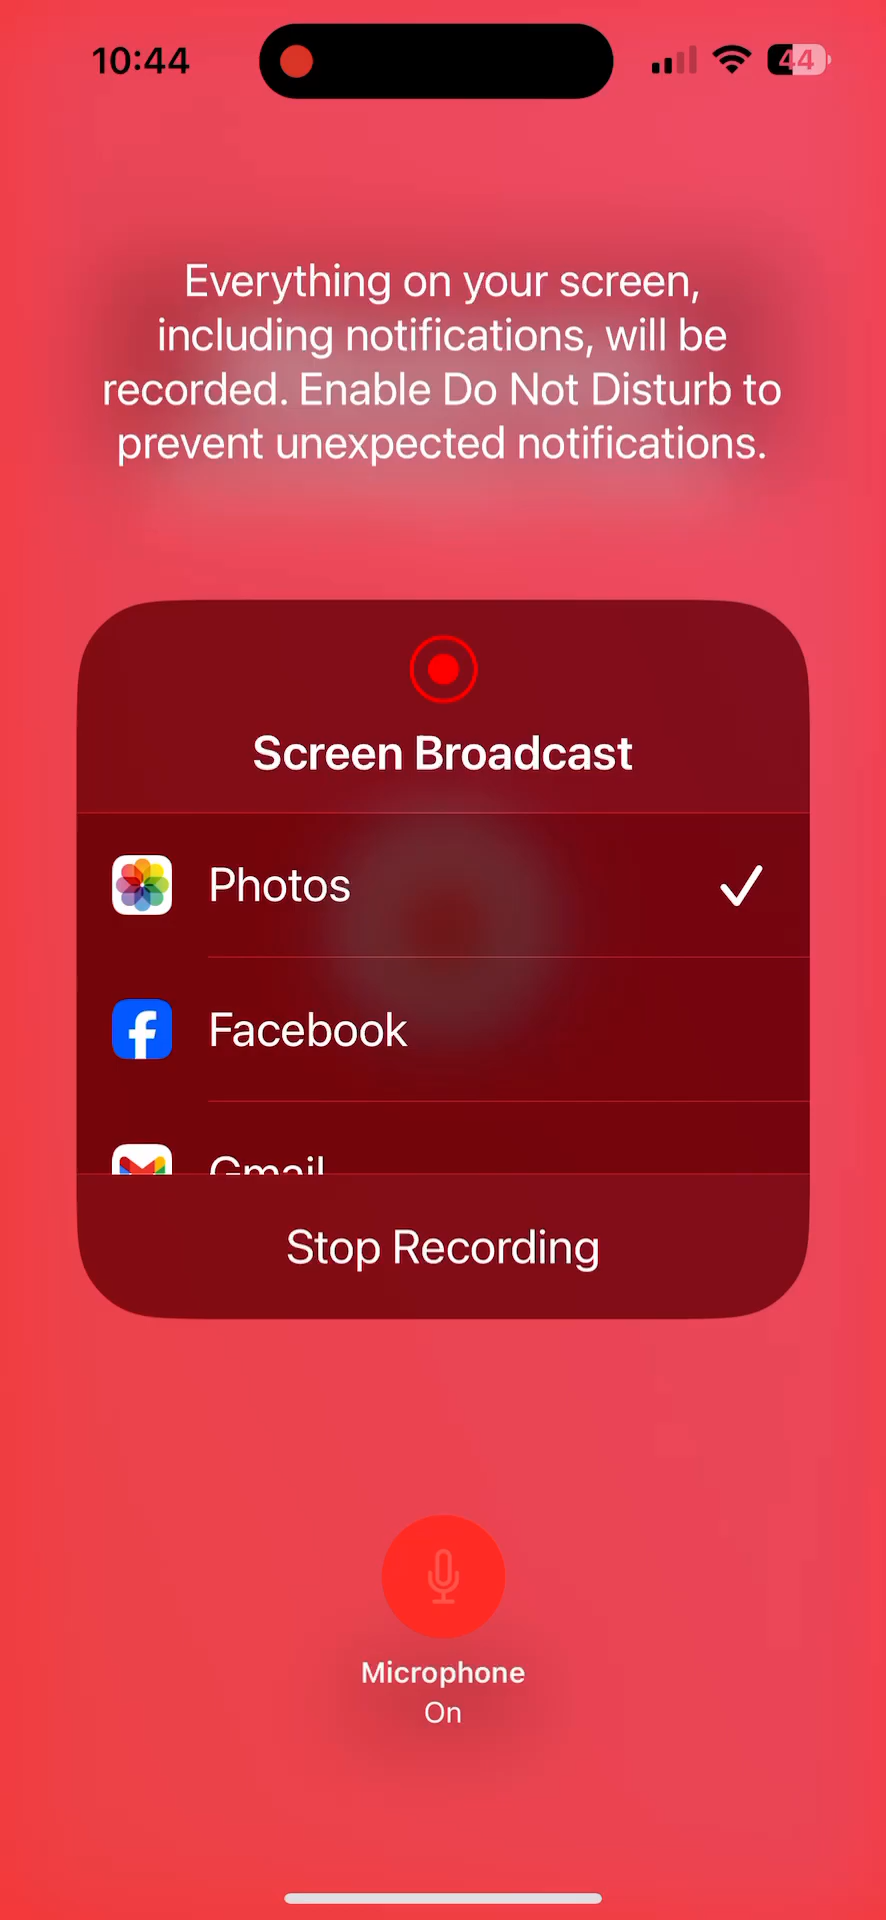 10:44
44
Everything on your screen,
including notifications, will be
recorded. Enable Do Not Disturb to
prevent unexpected notifications.
Screen Broadcast
Photos
Facebook
Gmail
Stop Recording
Microphone
On